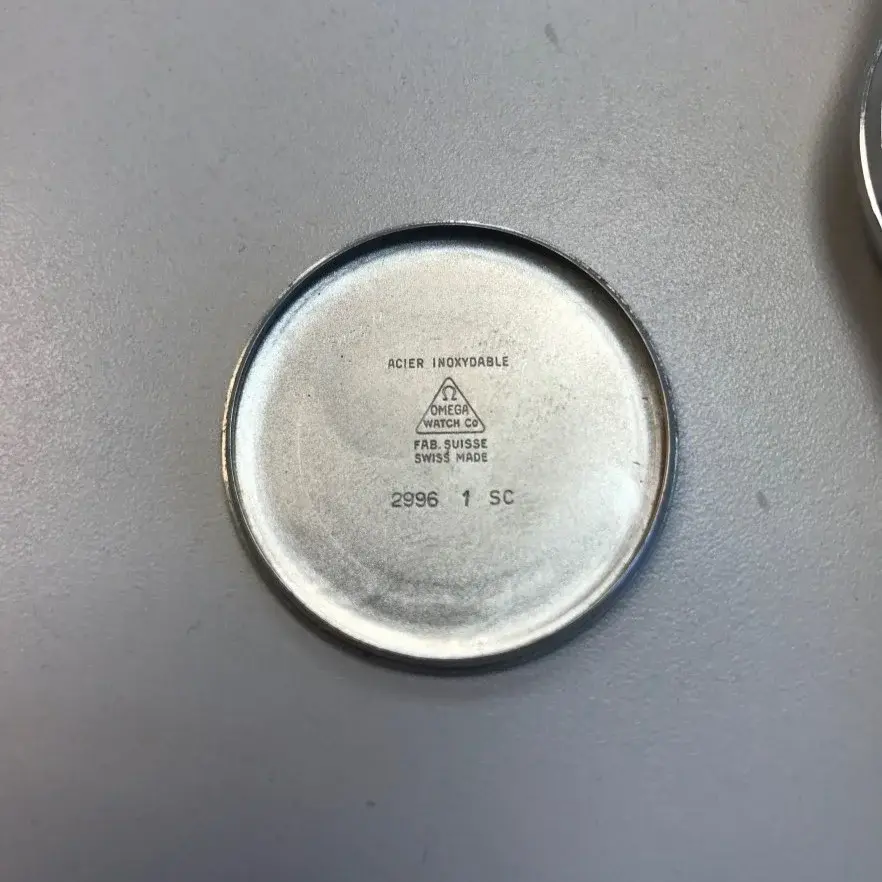 ACIER INOXYDABLE
Ω
OMEGA
WATCH Co
FAB. SUISSE
SWISS MADE
2996 1 SC